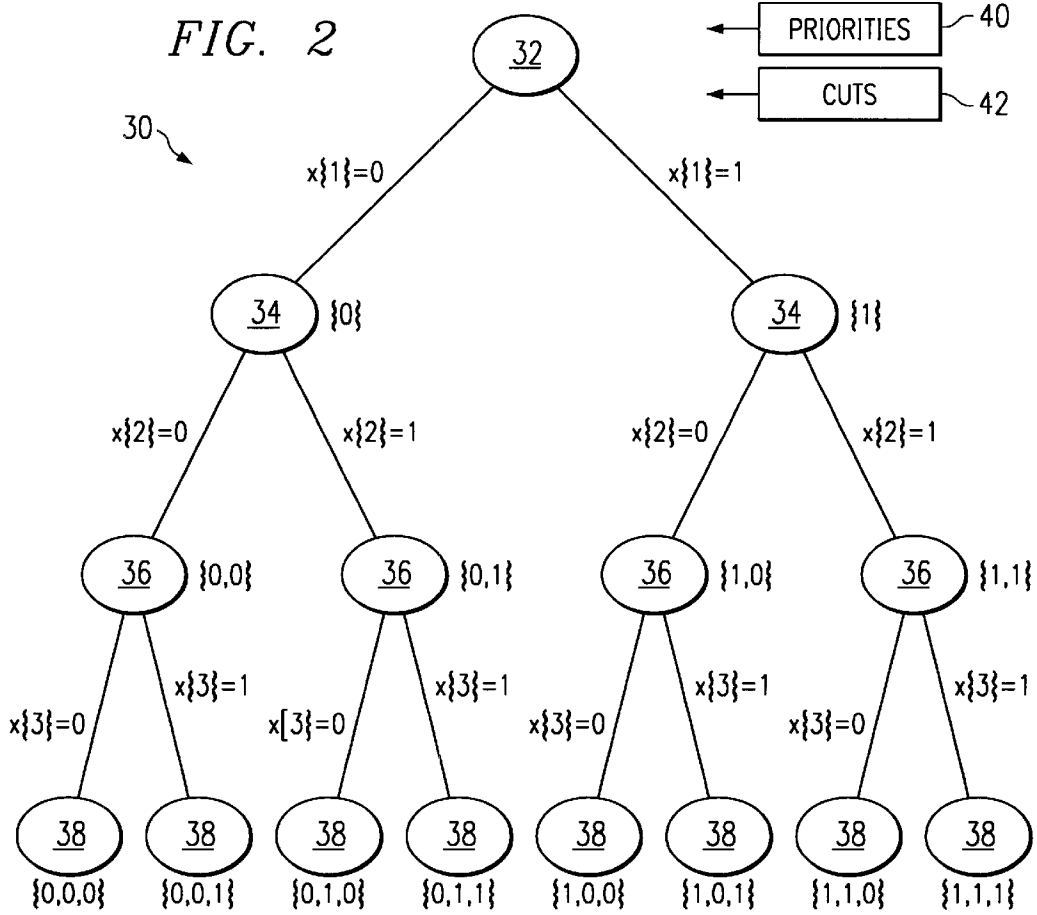 FIG. 2
32
PRIORITIES
40
CUTS
42
30
x{1}=0
x{1}=1
34
{0}
34
{1}
x{2}=0
x{2}=1
x{2}=0
x{2}=1
36
{0,0}
36
{0,1}
36
{1,0}
36
{1,1}
x{3}=0
x{3}=1
x[3}=0
x{3}=1
x{3}=0
x{3}=1
x{3}=0
x{3}=1
38
38
38
38
38
38
38
38
{0,0,0}
{0,0,1}
{0,1,0}
{0,1,1}
{1,0,0}
{1,0,1}
{1,1,0}
{1,1,1}